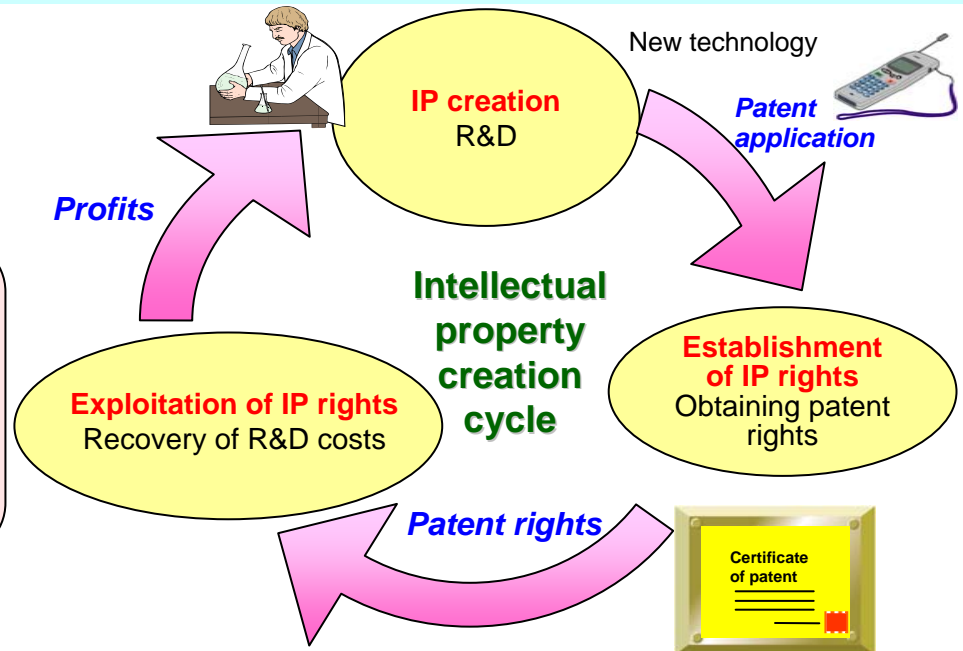 New technology
IP creation
R&D
Patent
application
Profits
Intellectual
property
creation
cycle
Establishment
of IP rights
Obtaining patent
rights
Exploitation of IP rights
Recovery of R&D costs
Patent rights
Certificate
of patent